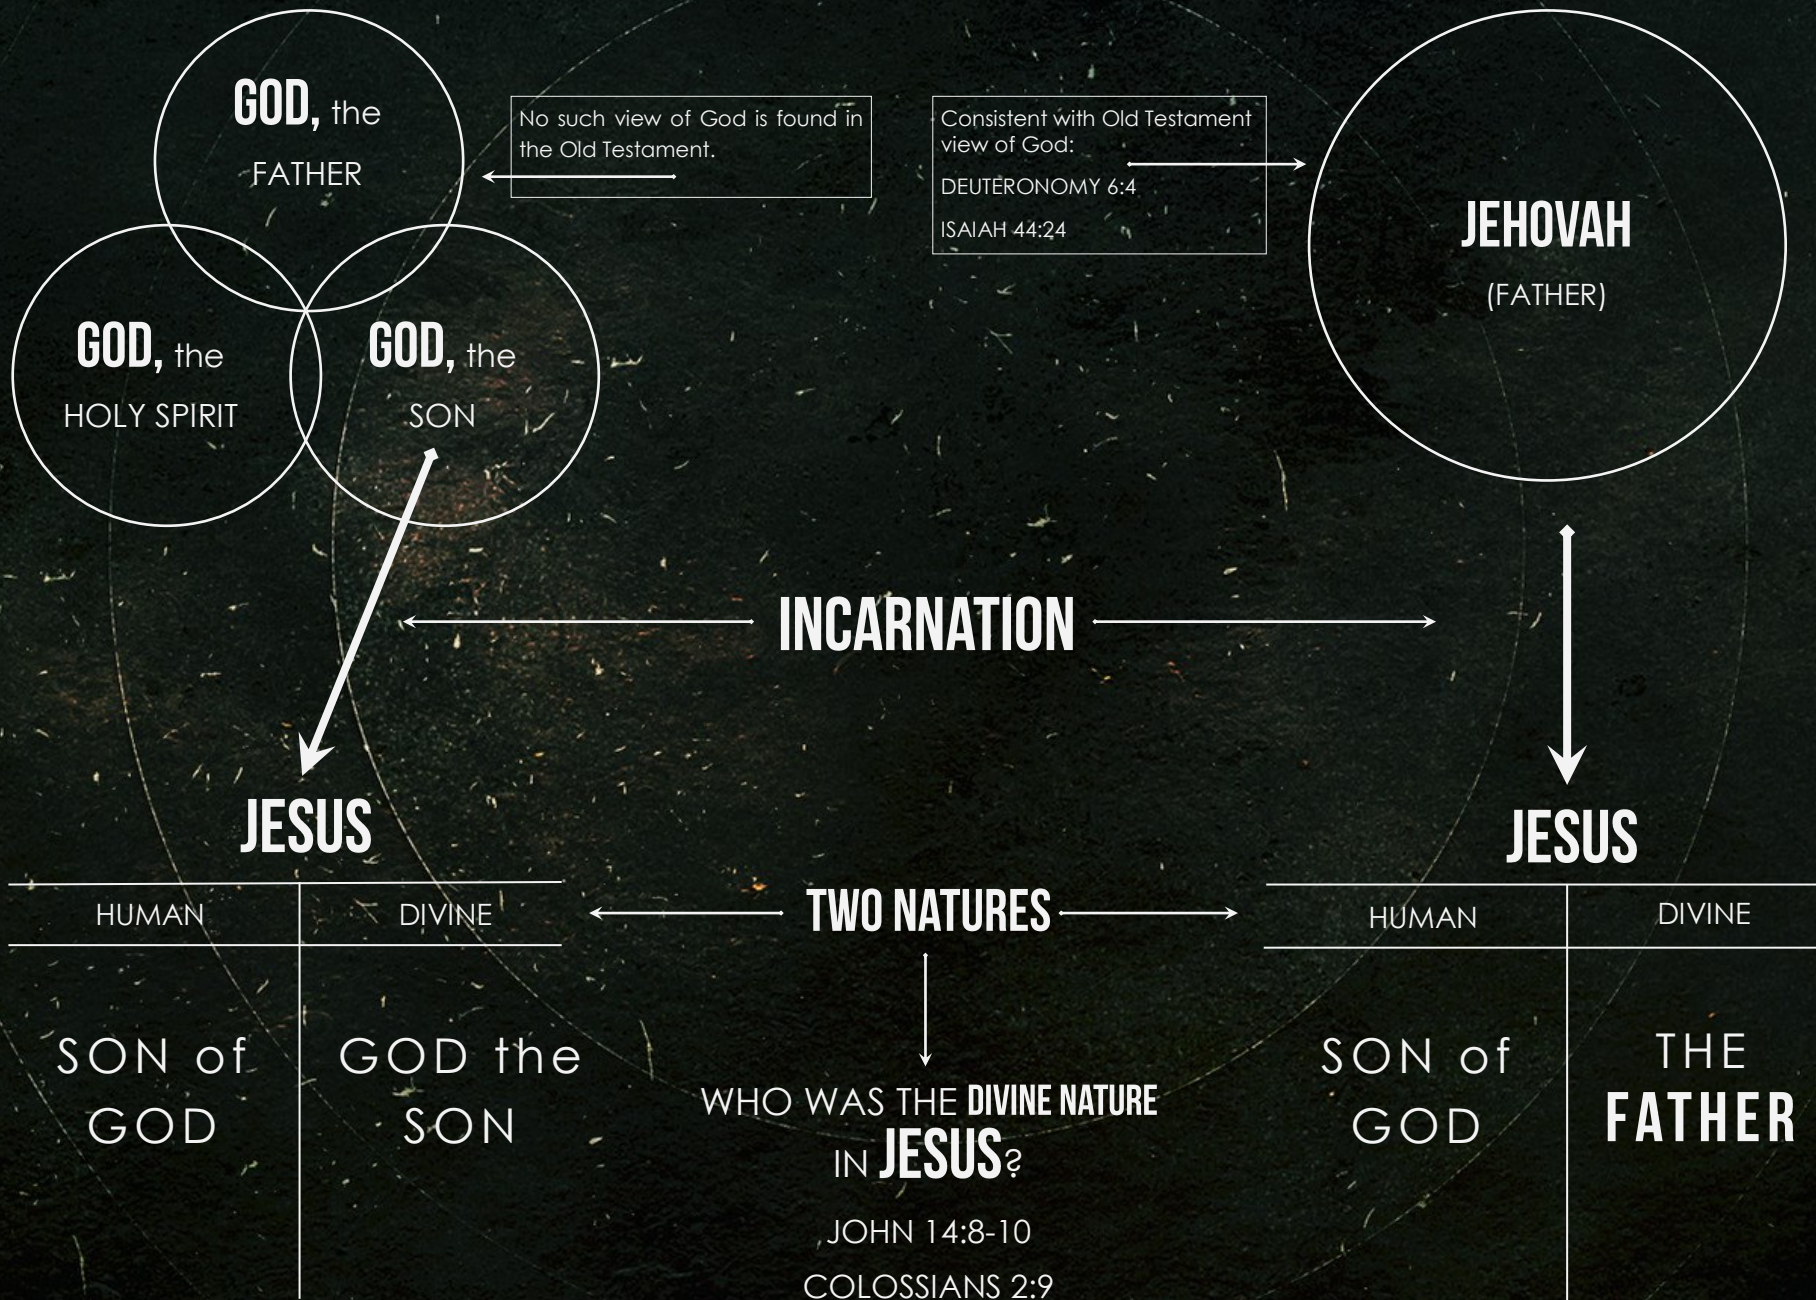 GOD, the
FATHER
GOD, the
HOLY SPIRIT
GOD, the
SON
No such view of God is found in
the Old Testament.
Consistent with Old Testament
view of God:
DEUTERONOMY 6:4
ISAIAH 44:24
JEHOVAH
(FATHER)
INCARNATION
JESUS
HUMAN
DIVINE
SON of
GOD
GOD the
SON
TWO NATURES
WHO WAS THE DIVINE NATURE
IN JESUS?
JOHN 14:8-10
COLOSSIANS 2:9
JESUS
HUMAN
DIVINE
SON of
GOD
THE
FATHER